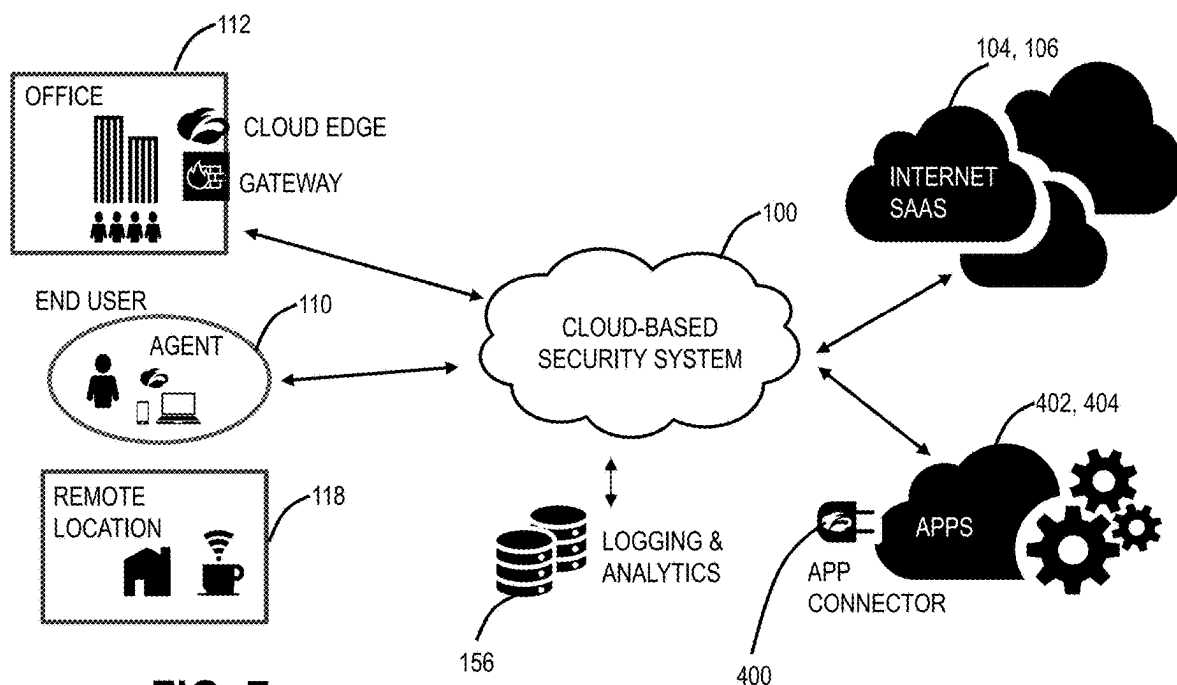 112
OFFICE
CLOUD EDGE
GATEWAY
104, 106
INTERNET
SAAS
100
CLOUD-BASED
SECURITY SYSTEM
END USER
110
AGENT
402, 404
APPS
REMOTE
LOCATION
118
LOGGING &
ANALYTICS
APP
CONNECTOR
156
400